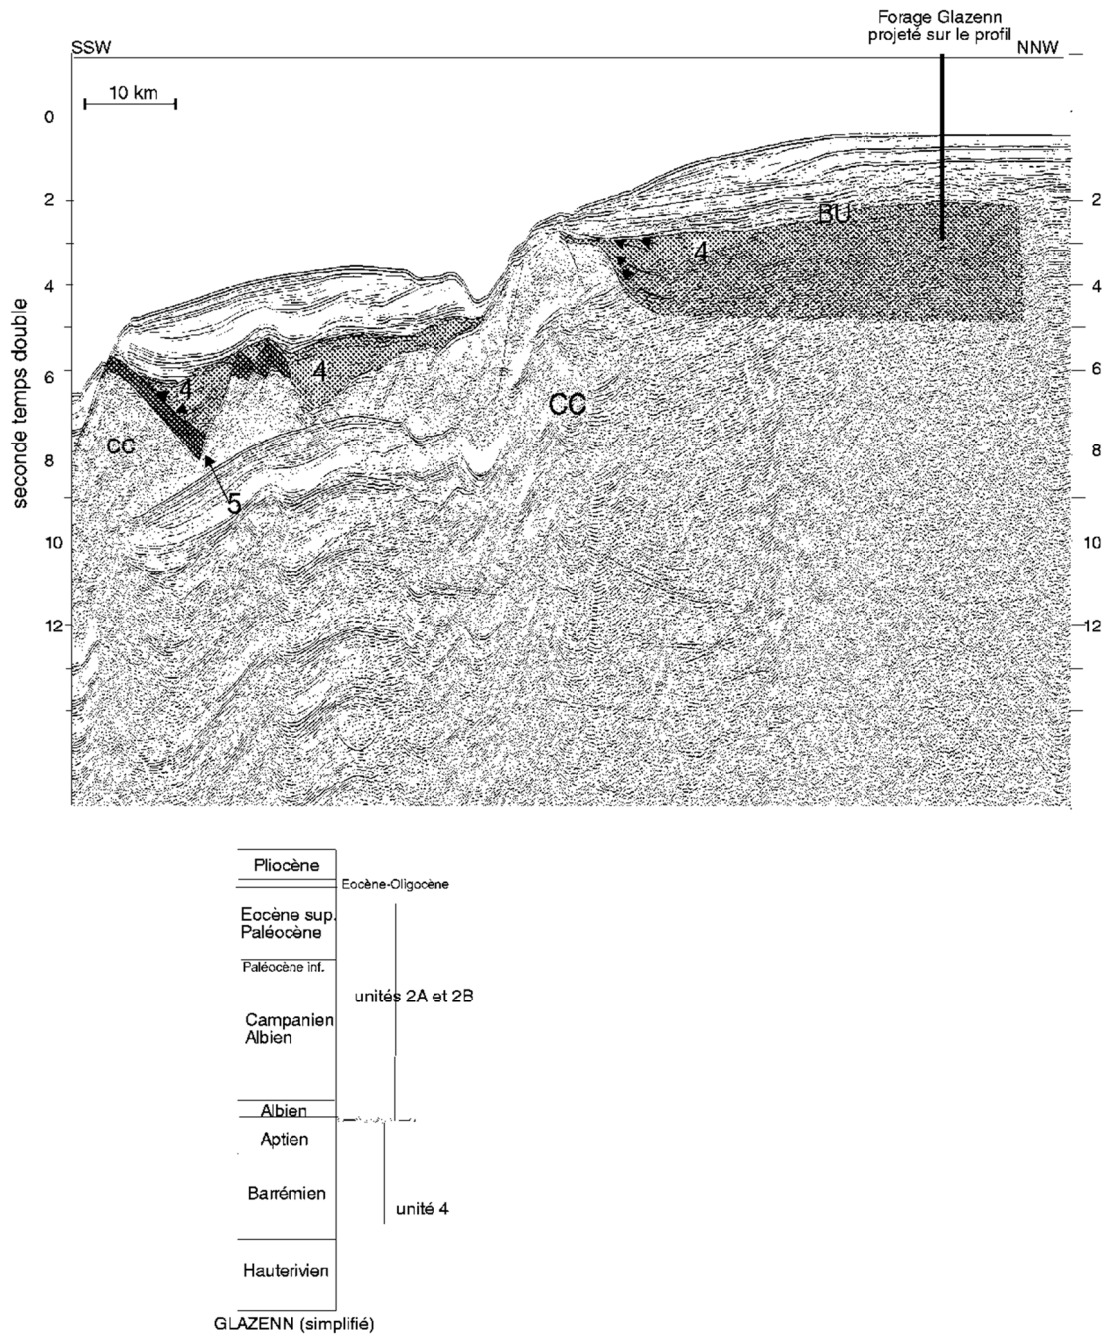 Forage Glazenn
projeté sur le profil
SSW
NNW
10 km
0
2
2
BU
4
4
4
6
6
4
4
CC
cc
8
8
5
10
10
12
12
seconde temps double
Pliocène
Eocène-Oligocène
Eocène sup.
Paléocène
Paléocène inf.
unités 2A et 2B
Campanien
Albien
Albien
Aptien
Barrémien
unité 4
Hauterivien
GLAZENN (simplifié)